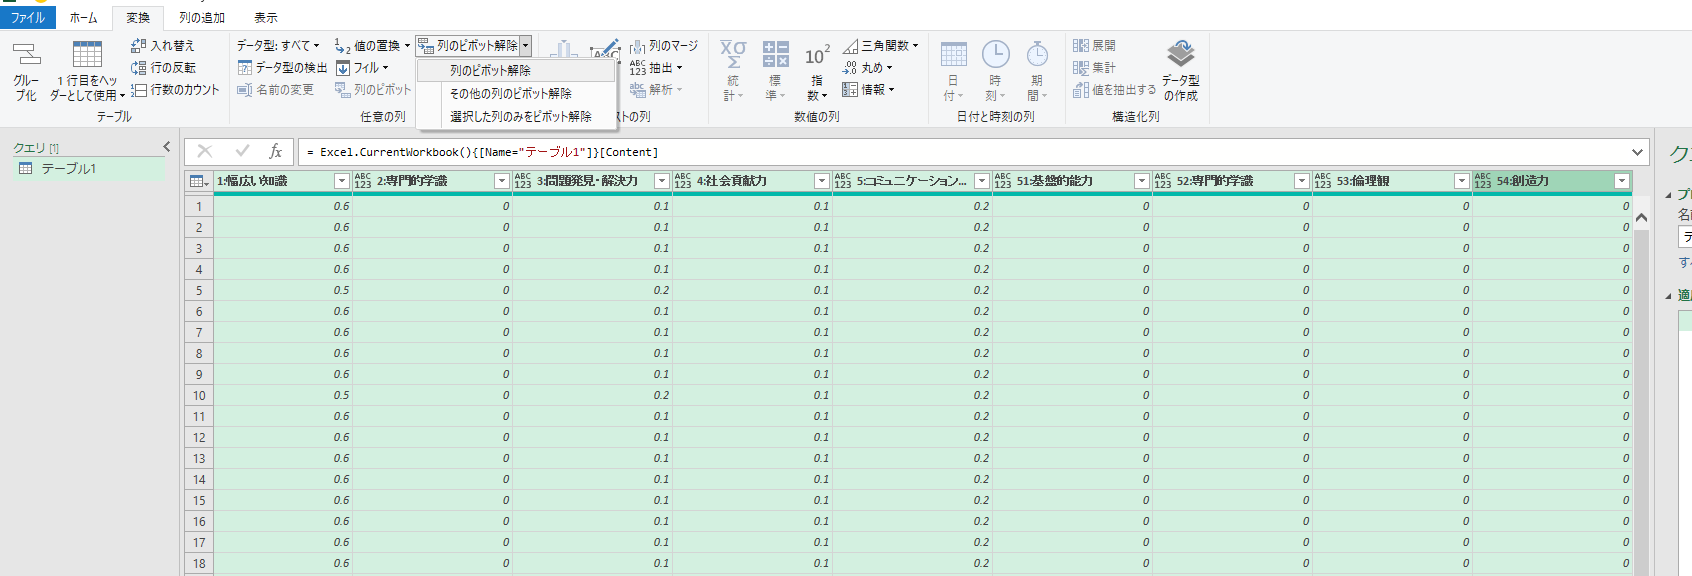 ファイル ホーム 変換 列の追加 表示
グループ化
1 行目をヘッダーとして使用
入れ替え
行の反転
行数のカウント
テーブル
データ型: すべて
データ型の検出
名前の変更
1 2 値の置換
フィル
列のピボット
列のピボット解除
任意の列
列のピボット解除
その他の列のピボット解除
選択した列のみをピボット解除
列のマージ
ABC 123 抽出
abc 解析
トの列
XσΣ 統計
標準
10² 指数
三角関数
.00 丸め
情報
数値の列
日付
時刻
期間
日付と時刻の列
展開
集計
値を抽出する
データ型の作成
構造化列
クエリ [1]
テーブル1
fx = Excel.CurrentWorkbook(){[Name="テーブル1"]}[Content]
1:幅広い知識 ABC 123 2:専門的学識 ABC 123 3:問題発見・解決力 ABC 123 4:社会貢献力 ABC 123 5:コミュニケーション... ABC 123 51:基盤的能力 ABC 123 52:専門的学識 ABC 123 53:倫理観 ABC 123 54:創造力
1 0.6 0 0.1 0.1 0.2 0 0 0 0
2 0.6 0 0.1 0.1 0.2 0 0 0 0
3 0.6 0 0.1 0.1 0.2 0 0 0 0
4 0.6 0 0.1 0.1 0.2 0 0 0 0
5 0.5 0 0.2 0.1 0.2 0 0 0 0
6 0.6 0 0.1 0.1 0.2 0 0 0 0
7 0.6 0 0.1 0.1 0.2 0 0 0 0
8 0.6 0 0.1 0.1 0.2 0 0 0 0
9 0.6 0 0.1 0.1 0.2 0 0 0 0
10 0.5 0 0.2 0.1 0.2 0 0 0 0
11 0.6 0 0.1 0.1 0.2 0 0 0 0
12 0.6 0 0.1 0.1 0.2 0 0 0 0
13 0.6 0 0.1 0.1 0.2 0 0 0 0
14 0.6 0 0.1 0.1 0.2 0 0 0 0
15 0.6 0 0.1 0.1 0.2 0 0 0 0
16 0.6 0 0.1 0.1 0.2 0 0 0 0
17 0.6 0 0.1 0.1 0.2 0 0 0 0
18 0.6 0 0.1 0.1 0.2 0 0 0 0